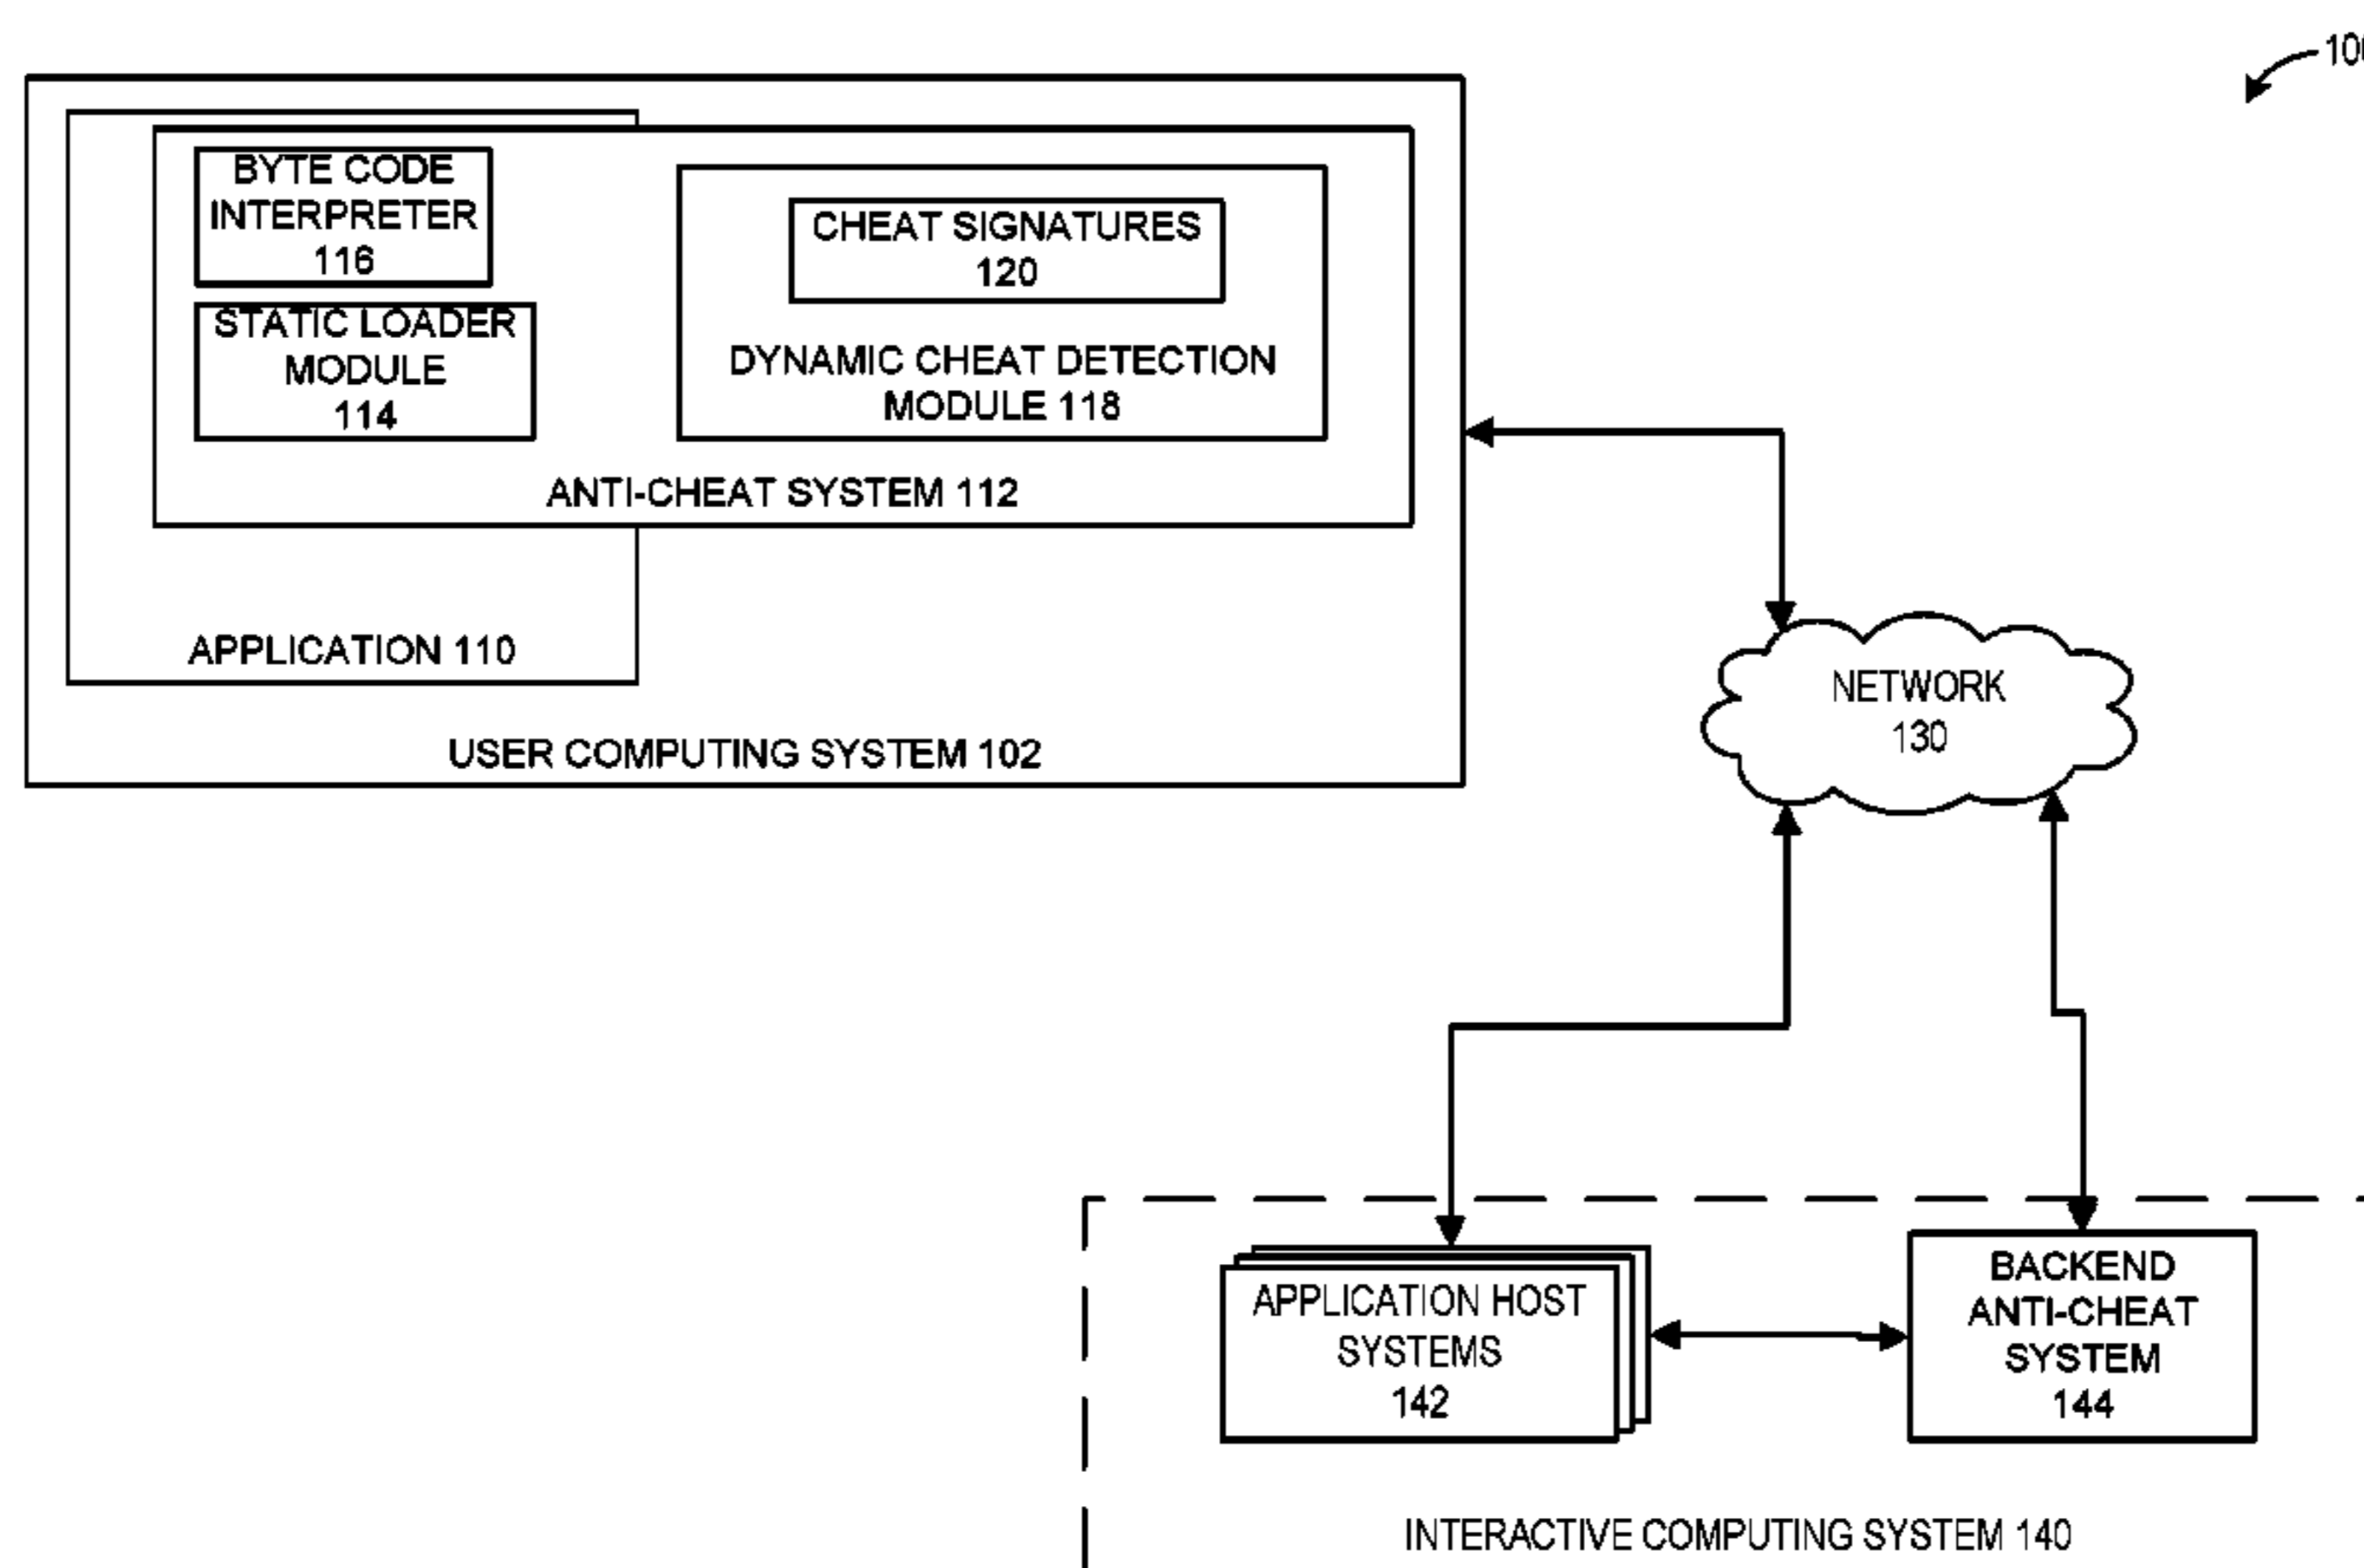 100
BYTE CODE
INTERPRETER
116
STATIC LOADER
MODULE
114
CHEAT SIGNATURES
120
DYNAMIC CHEAT DETECTION
MODULE 118
ANTI-CHEAT SYSTEM 112
APPLICATION 110
USER COMPUTING SYSTEM 102
NETWORK
130
APPLICATION HOST
SYSTEMS
142
BACKEND
ANTI-CHEAT
SYSTEM
144
INTERACTIVE COMPUTING SYSTEM 140